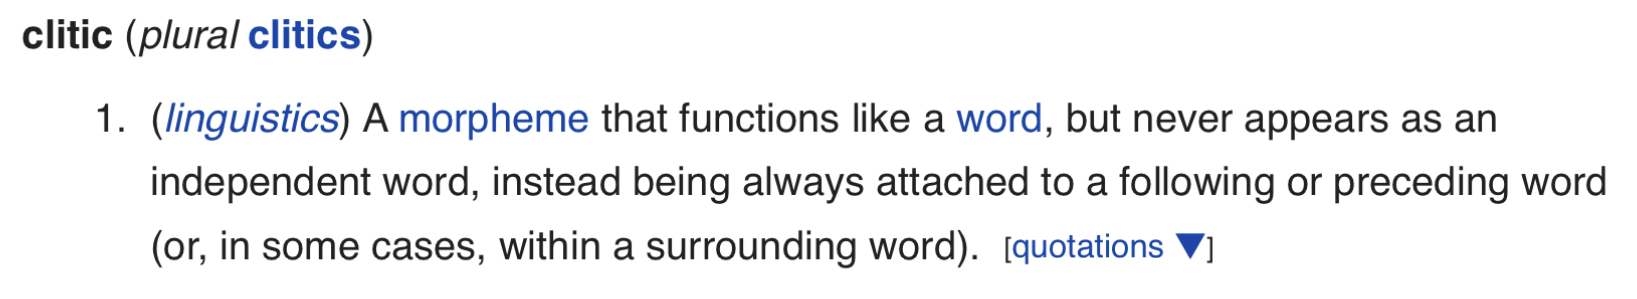 clitic (plural clitics)
1. (linguistics) A morpheme that functions like a word, but never appears as an
independent word, instead being always attached to a following or preceding word
(or, in some cases, within a surrounding word). [quotations ▼]